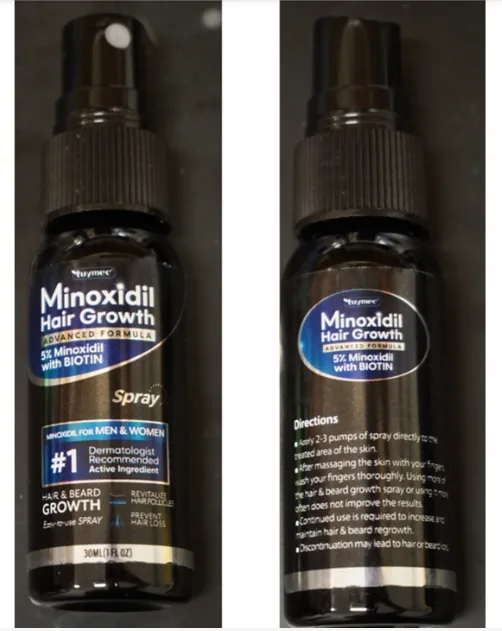 Minoxidil
Hair Growth
ADVANCED FORMULA
5% Minoxidil
with BIOTIN
Spray
MINOXIDIL FOR MEN & WOMEN
#1 Dermatologist
Recommended
Active Ingredient
HAIR & BEARD
GROWTH
Easy-to-use SPRAY
REVITALIZE
HAIR FOLLICLES
PREVENT
HAIR LOSS
30ML(1 FL OZ)
Minoxidil
Hair Growth
ADVANCED FORMULA
5% Minoxidil
with BIOTIN
Directions
Apply 2-3 pumps of spray directly to the
treated area of the skin.
After massaging the skin with your fingers,
wash your fingers thoroughly. Using more of
the hair & beard growth spray or using it more
often does not improve the results.
Continued use is required to increase and
maintain hair & beard regrowth.
Discontinuation may lead to hair or beard loss.